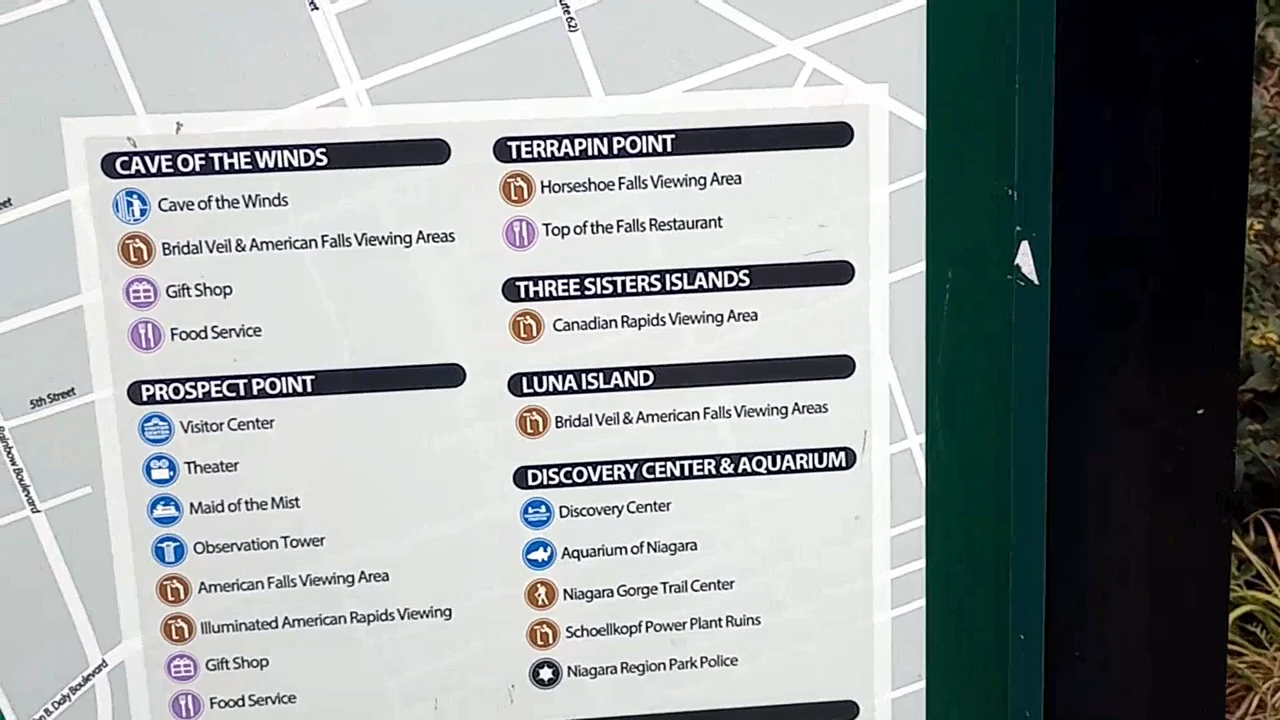 ute 62)
CAVE OF THE WINDS
Cave of the Winds
Bridal Veil & American Falls Viewing Areas
Gift Shop
Food Service
PROSPECT POINT
Visitor Center
Theater
Maid of the Mist
Observation Tower
American Falls Viewing Area
Illuminated American Rapids Viewing
Gift Shop
Food Service
TERRAPIN POINT
Horseshoe Falls Viewing Area
Top of the Falls Restaurant
THREE SISTERS ISLANDS
Canadian Rapids Viewing Area
LUNA ISLAND
Bridal Veil & American Falls Viewing Areas
DISCOVERY CENTER & AQUARIUM
Discovery Center
Aquarium of Niagara
Niagara Gorge Trail Center
Schoellkopf Power Plant Ruins
Niagara Region Park Police
5th Street
Rainbow Boulevard
n B. Daly Boulevard